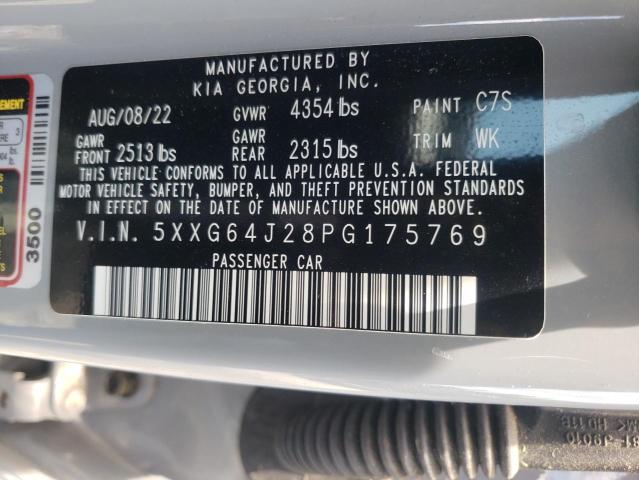 MANUFACTURED BY
KIA GEORGIA, INC.
AUG/08/22 GVWR 4354 lbs PAINT C7S
GAWR FRONT 2513 lbs GAWR REAR 2315 lbs TRIM WK
THIS VEHICLE CONFORMS TO ALL APPLICABLE U.S.A. FEDERAL
MOTOR VEHICLE SAFETY, BUMPER, AND THEFT PREVENTION STANDARDS
IN EFFECT ON THE DATE OF MANUFACTURE SHOWN ABOVE.
V.I.N. 5XXG64J28PG175769
PASSENGER CAR
3500